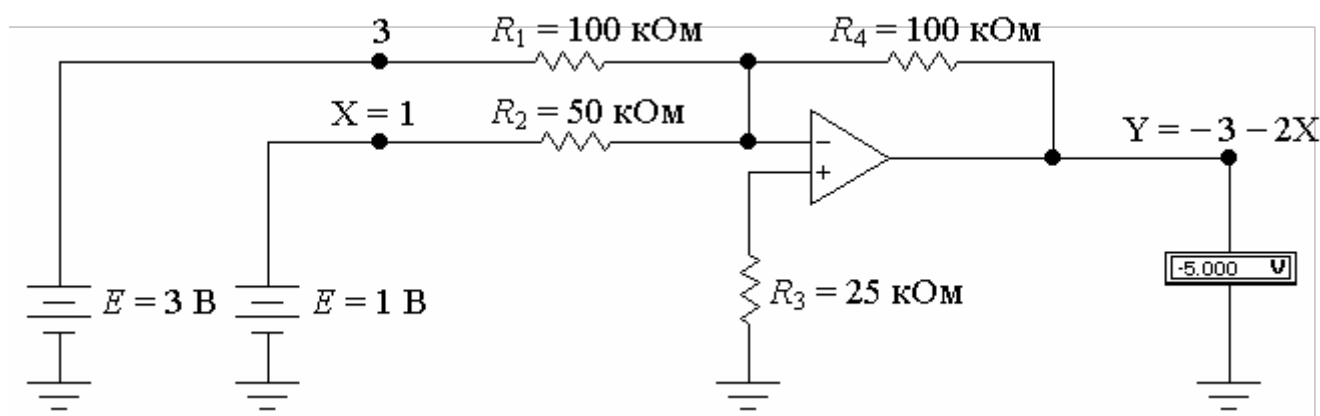 3
R₁ = 100 кОм
R₄ = 100 кОм
X = 1
R₂ = 50 кОм
Y = − 3 − 2X
−
+
E = 3 В
E = 1 В
R₃ = 25 кОм
-5.000 V